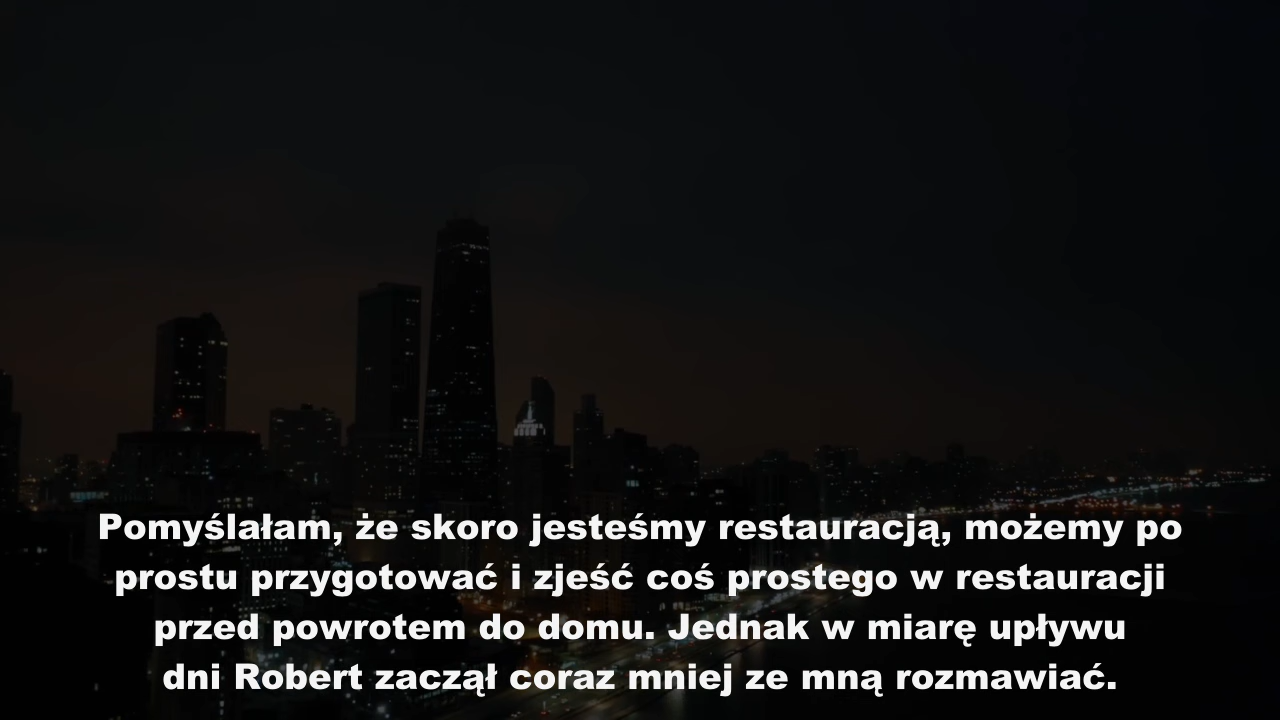 Pomyślałam, że skoro jesteśmy restauracją, możemy po
prostu przygotować i zjeść coś prostego w restauracji
przed powrotem do domu. Jednak w miarę upływu
dni Robert zaczął coraz mniej ze mną rozmawiać.